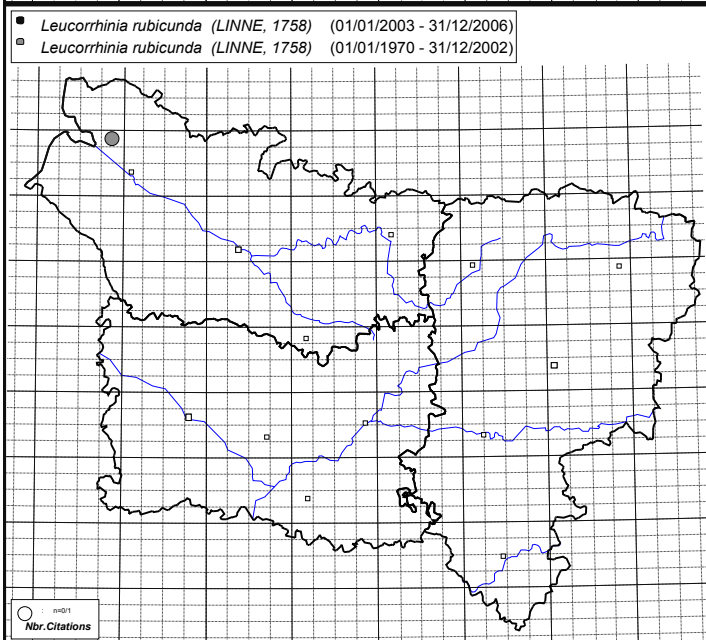 Leucorrhinia rubicunda (LINNE, 1758) (01/01/2003 - 31/12/2006)
Leucorrhinia rubicunda (LINNE, 1758) (01/01/1970 - 31/12/2002)
: n=0/1
Nbr.Citations